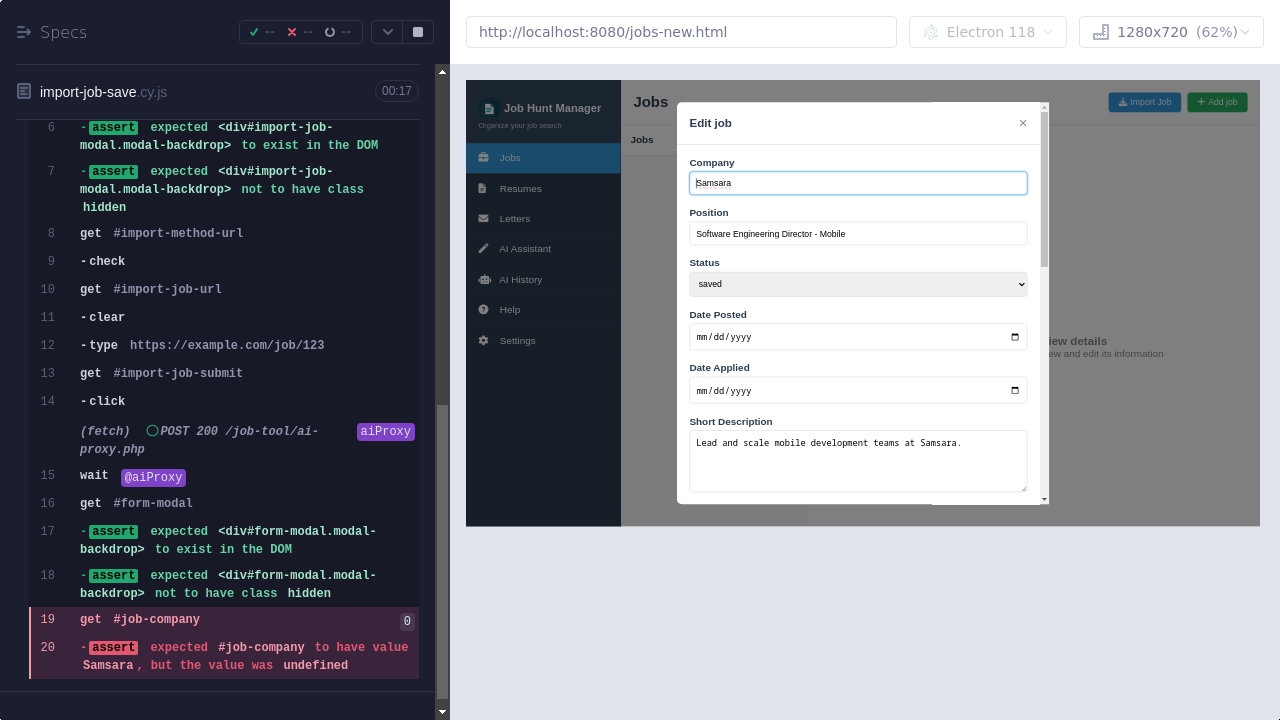 Specs
--
--
--
http://localhost:8080/jobs-new.html
Electron 118
1280x720 (62%)
import-job-save.cy.js
00:17
6 -assert expected <div#import-job-
modal.modal-backdrop> to exist in the DOM
7 -assert expected <div#import-job-
modal.modal-backdrop> not to have class
hidden
8 get #import-method-url
9 -check
10 get #import-job-url
11 -clear
12 -type https://example.com/job/123
13 get #import-job-submit
14 -click
(fetch) POST 200 /job-tool/ai-
proxy.php
aiProxy
15 wait @aiProxy
16 get #form-modal
17 -assert expected <div#form-modal.modal-
backdrop> to exist in the DOM
18 -assert expected <div#form-modal.modal-
backdrop> not to have class hidden
19 get #job-company 0
20 -assert expected #job-company to have value
Samsara, but the value was undefined
Job Hunt Manager
Organize your job search
Jobs
Resumes
Letters
AI Assistant
AI History
Help
Settings
Jobs
Import Job
Add job
Jobs
iew details
ew and edit its information
Edit job
×
Company
Samsara
Position
Software Engineering Director - Mobile
Status
saved
Date Posted
mm/dd/yyyy
Date Applied
mm/dd/yyyy
Short Description
Lead and scale mobile development teams at Samsara.